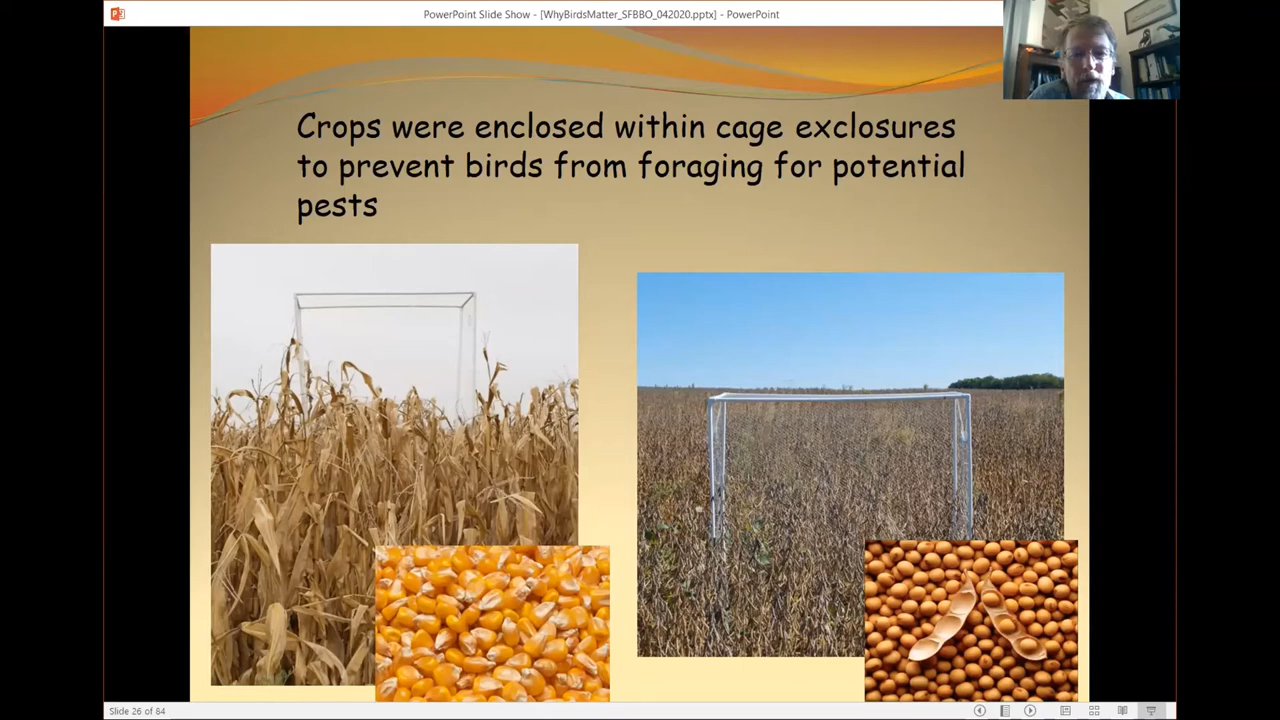 PowerPoint Slide Show - [WhyBirdsMatter_SFBBO_042020.pptx] - PowerPoint
Crops were enclosed within cage exclosures
to prevent birds from foraging for potential
pests
Slide 26 of 84